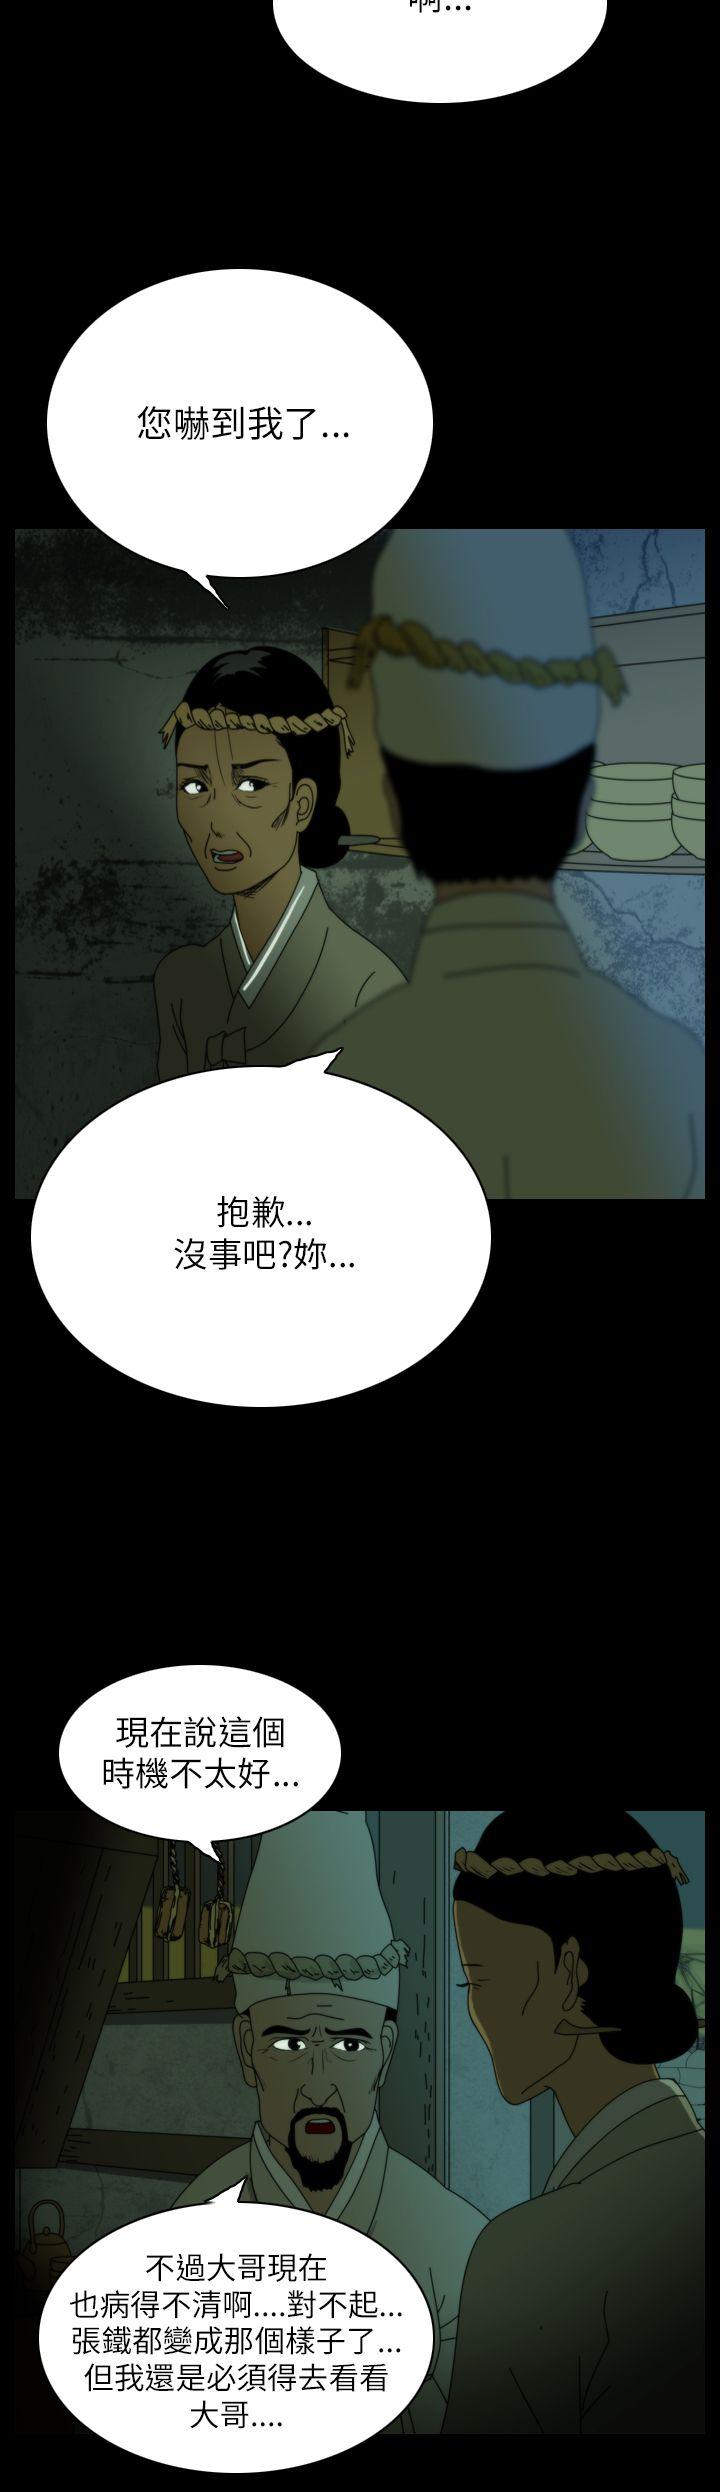 啊...
您嚇到我了...
抱歉...
沒事吧?妳...
現在說這個
時機不太好...
不過大哥現在
也病得不清啊....對不起...
張鐵都變成那個樣子了...
但我還是必須得去看看
大哥....